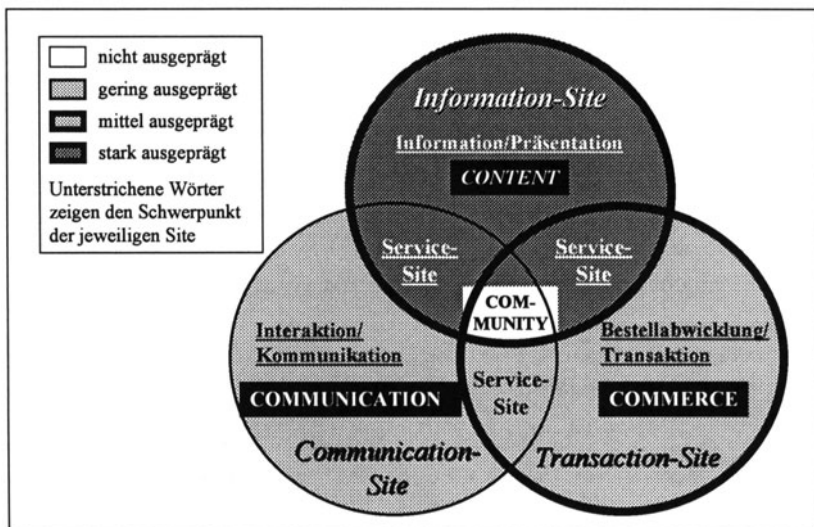 nicht ausgeprägt
gering ausgeprägt
mittel ausgeprägt
stark ausgeprägt
Unterstrichene Wörter
zeigen den Schwerpunkt
der jeweiligen Site
Information-Site
Information/Präsentation
CONTENT
Service-
Site
Service-
Site
COM-
MUNITY
Interaktion/
Kommunikation
COMMUNICATION
Communication-
Site
Service-
Site
Bestellabwicklung/
Transaktion
COMMERCE
Transaction-Site